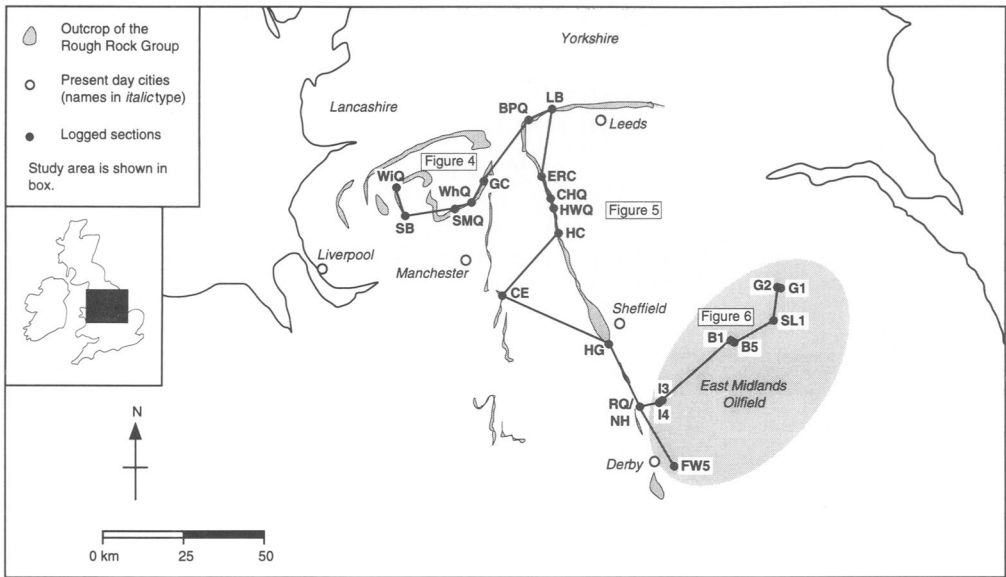 Outcrop of the
Rough Rock Group
Present day cities
(names in italic type)
Logged sections
Study area is shown in
box.
Yorkshire
Lancashire
LB
BPQ
Leeds
Figure 4
WiQ
WhQ
GC
ERC
CHQ
HWQ
Figure 5
SB
SMQ
HC
Liverpool
Manchester
CE
G2
G1
Sheffield
Figure 6
SL1
HG
B1
B5
I3
East Midlands
Oilfield
RQ/
NH
I4
Derby
FW5
N
0 km
25
50